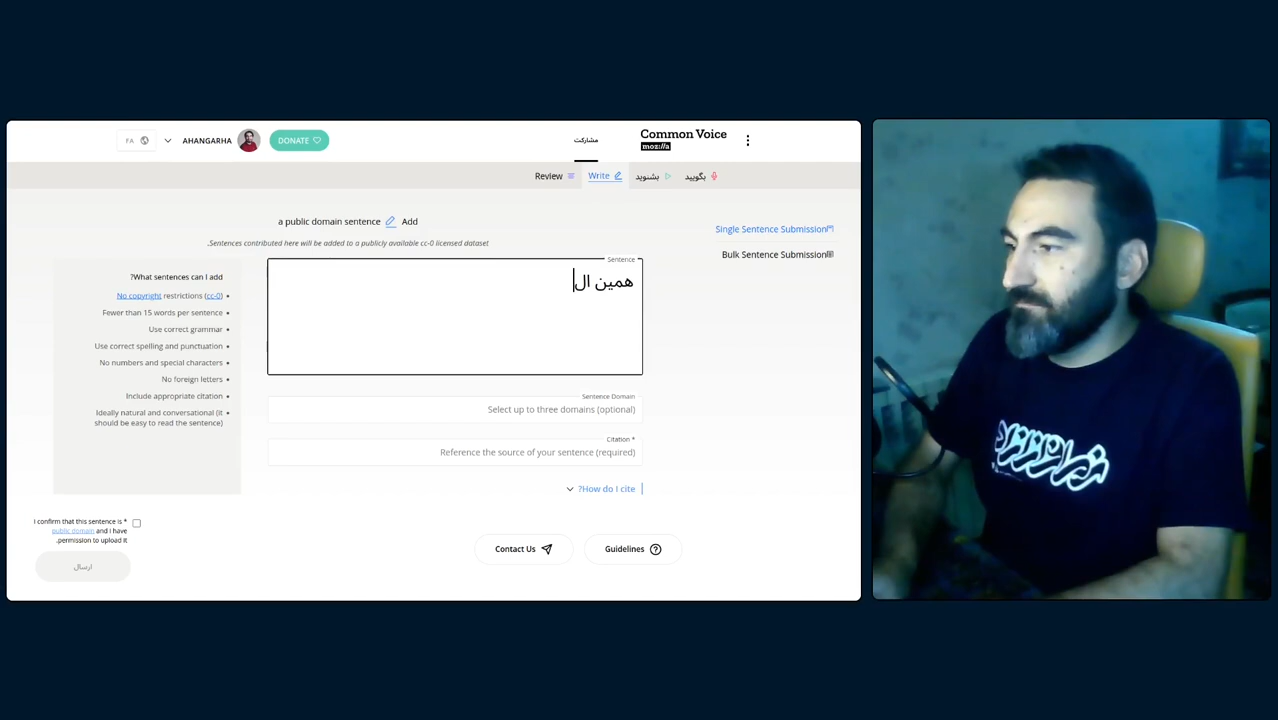 FA
AHANGARHA
DONATE
مشارکت
Common Voice
moz://a
Review
Write
بشنوید
بگویید
a public domain sentence Add
.Sentences contributed here will be added to a publicly available cc-0 licensed dataset
Single Sentence Submission
Bulk Sentence Submission
?What sentences can I add
No copyright restrictions (cc-0)
Fewer than 15 words per sentence
Use correct grammar
Use correct spelling and punctuation
No numbers and special characters
No foreign letters
Include appropriate citation
Ideally natural and conversational (it
should be easy to read the sentence)
Sentence
همین ال
Sentence Domain
Select up to three domains (optional)
Citation *
Reference the source of your sentence (required)
?How do I cite
I confirm that this sentence is *
public domain and I have
.permission to upload it
ارسال
Contact Us
Guidelines